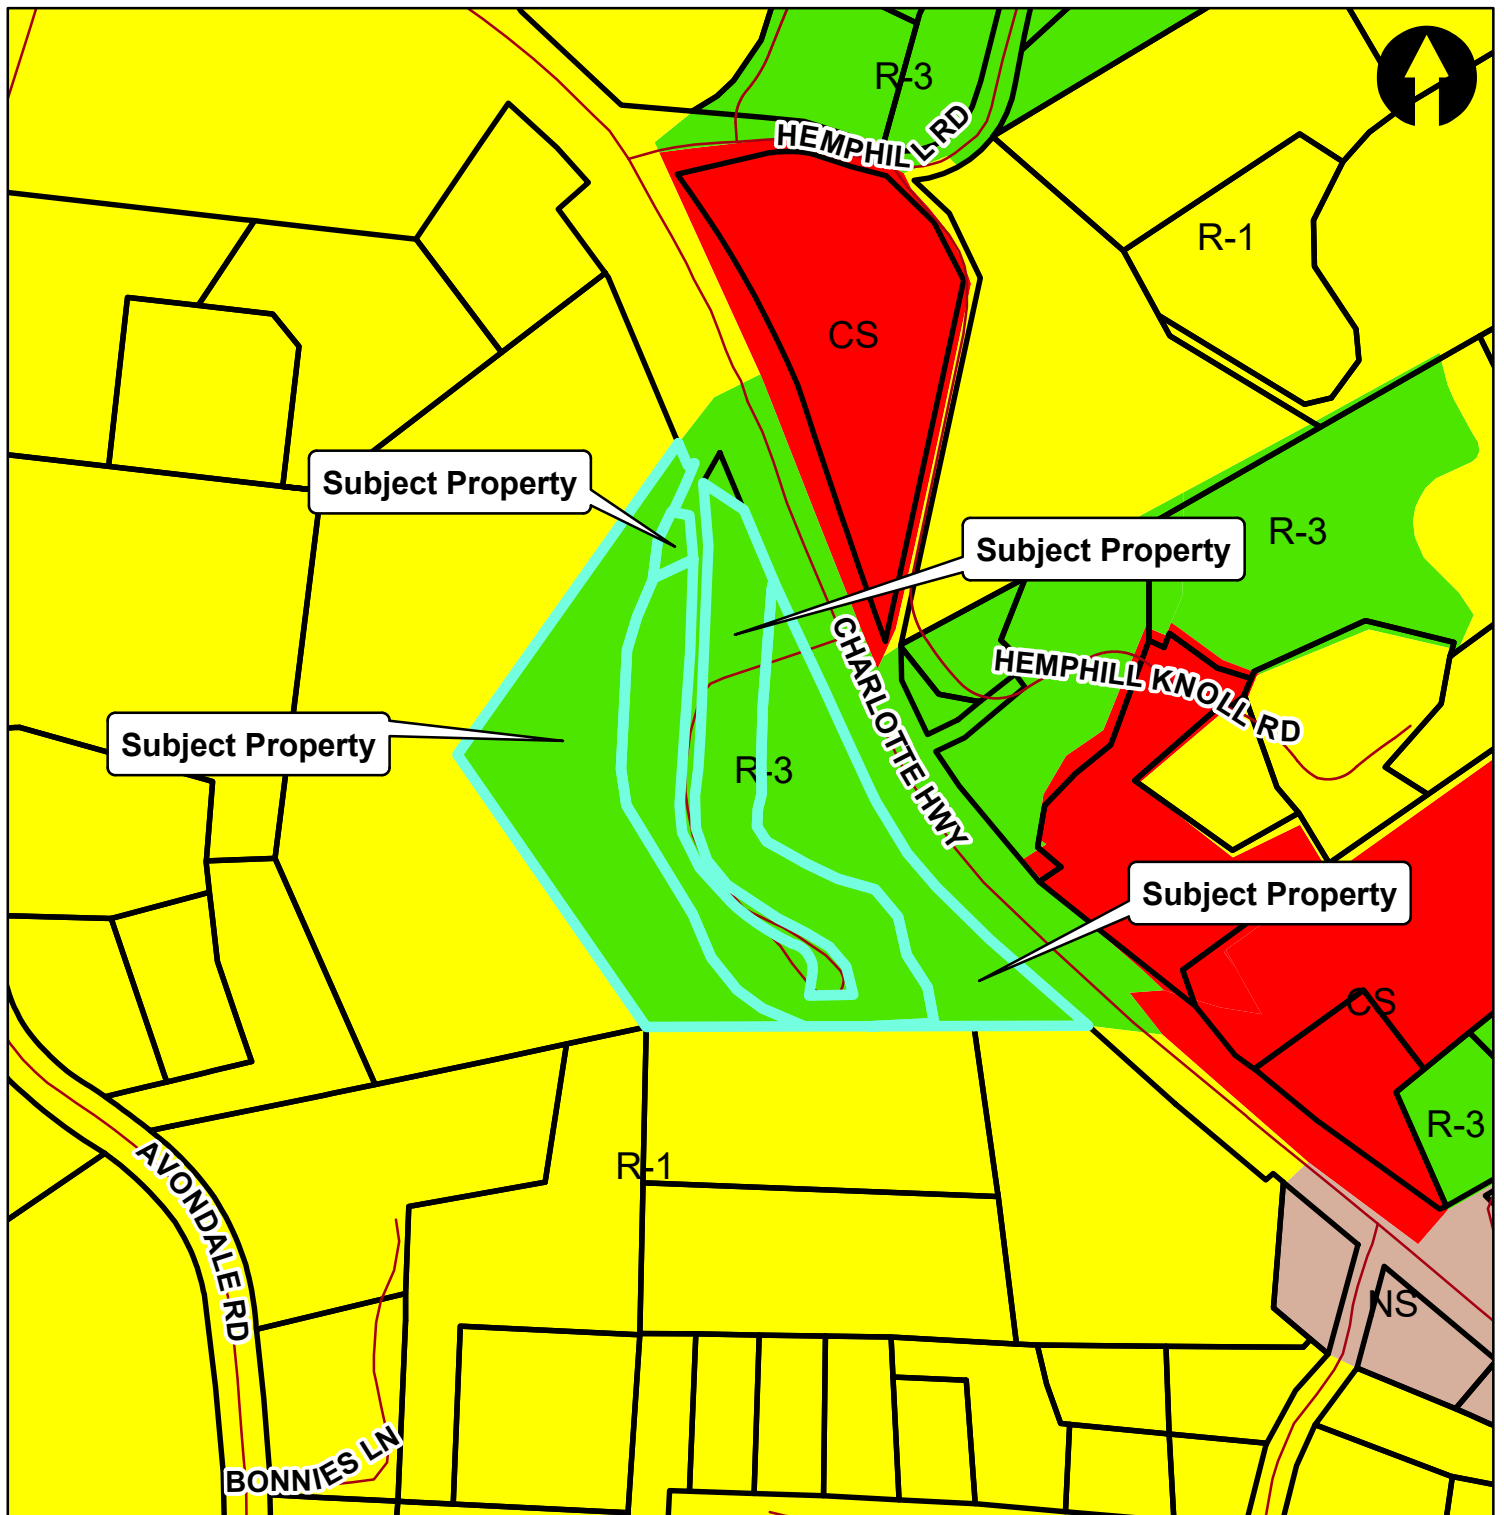 R-3
HEMPHILL RD
R-1
CS
Subject Property
R-3
Subject Property
CHARLOTTE HWY
HEMPHILL KNOLL RD
Subject Property
R-3
Subject Property
CS
R-3
AVONDALE RD
R-1
NS
BONNIES LN